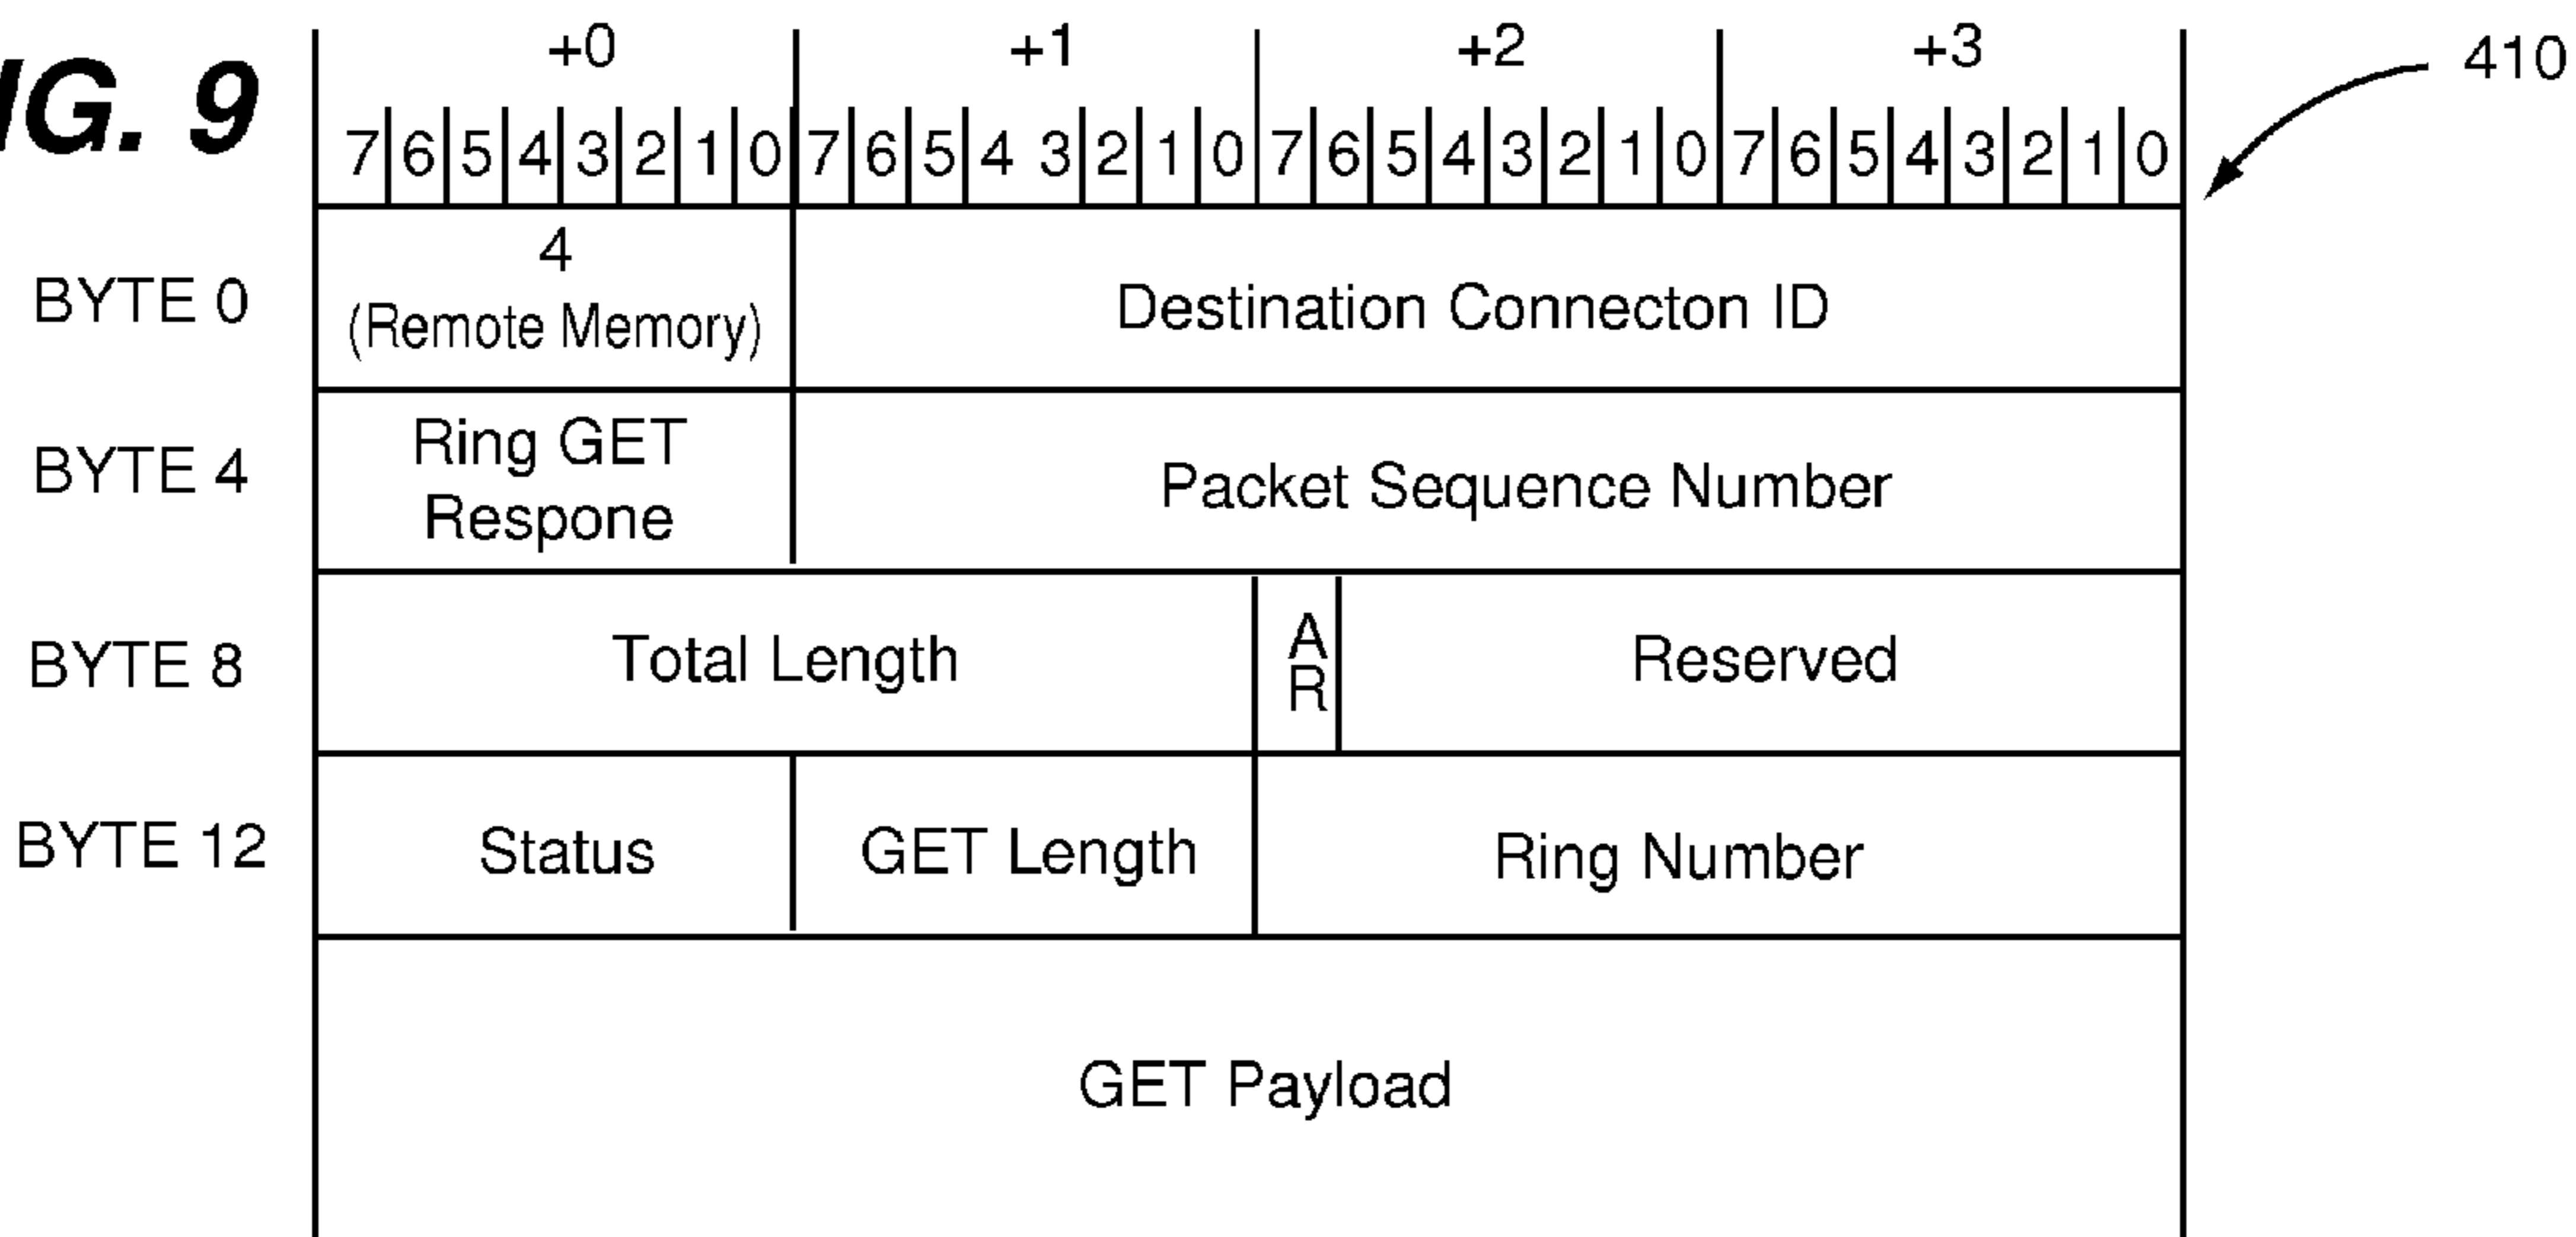 IG. 9
+0 +1 +2 +3
410
7 6 5 4 3 2 1 0 7 6 5 4 3 2 1 0 7 6 5 4 3 2 1 0 7 6 5 4 3 2 1 0
BYTE 0
4
(Remote Memory)
Destination Connecton ID
BYTE 4
Ring GET
Respone
Packet Sequence Number
BYTE 8
Total Length
A
R
Reserved
BYTE 12
Status
GET Length
Ring Number
GET Payload